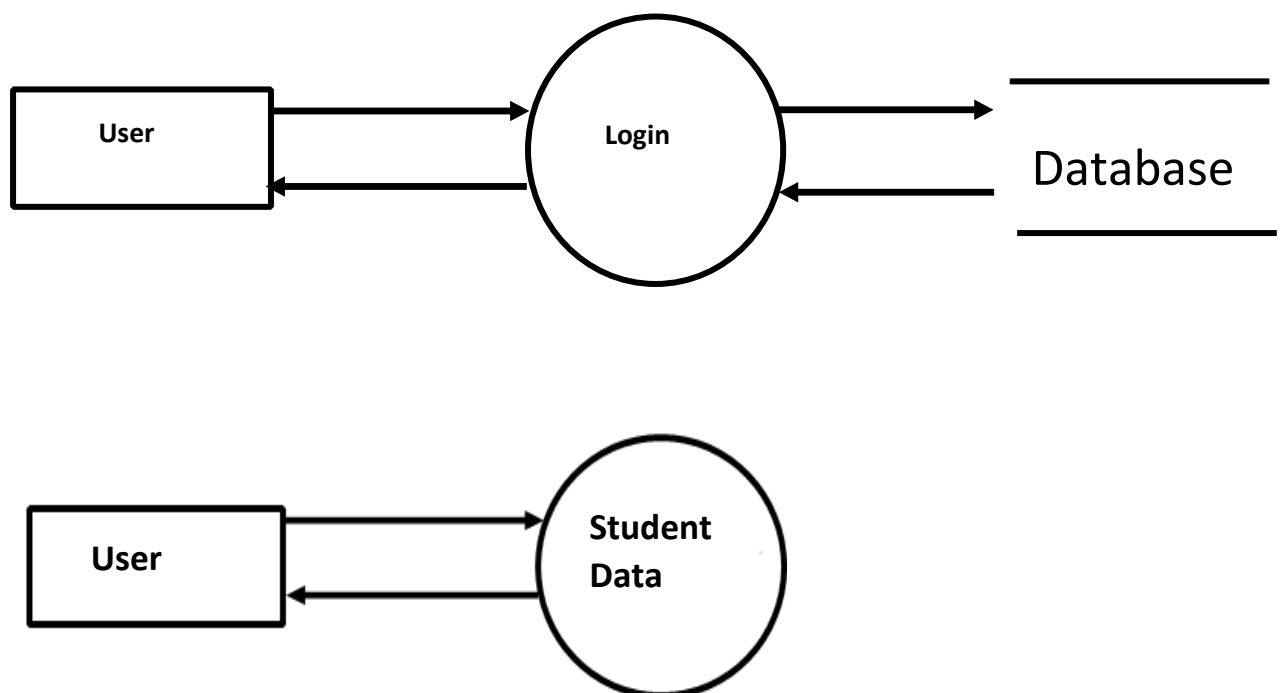 User
Login
Database
User
Student
Data